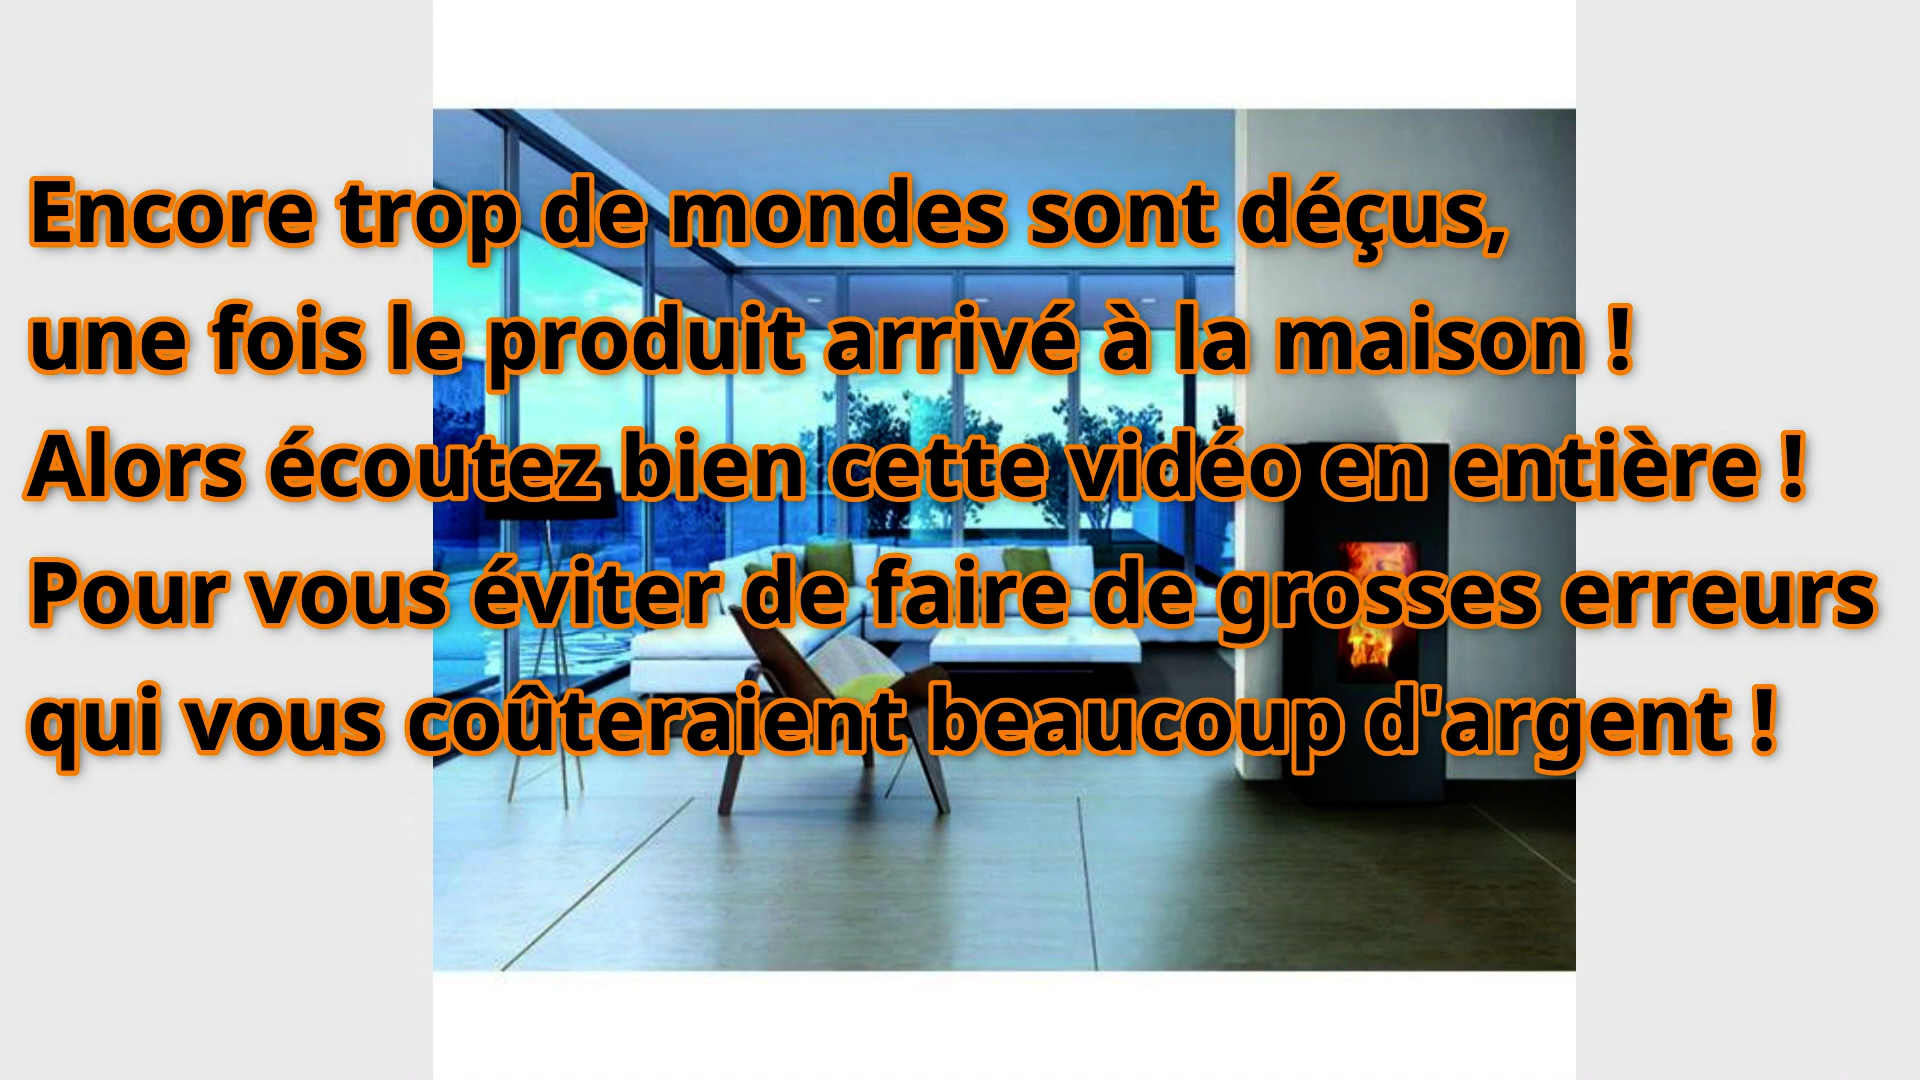 Encore trop de mondes sont déçus,
une fois le produit arrivé à la maison !
Alors écoutez bien cette vidéo en entière !
Pour vous éviter de faire de grosses erreurs
qui vous coûteraient beaucoup d'argent !